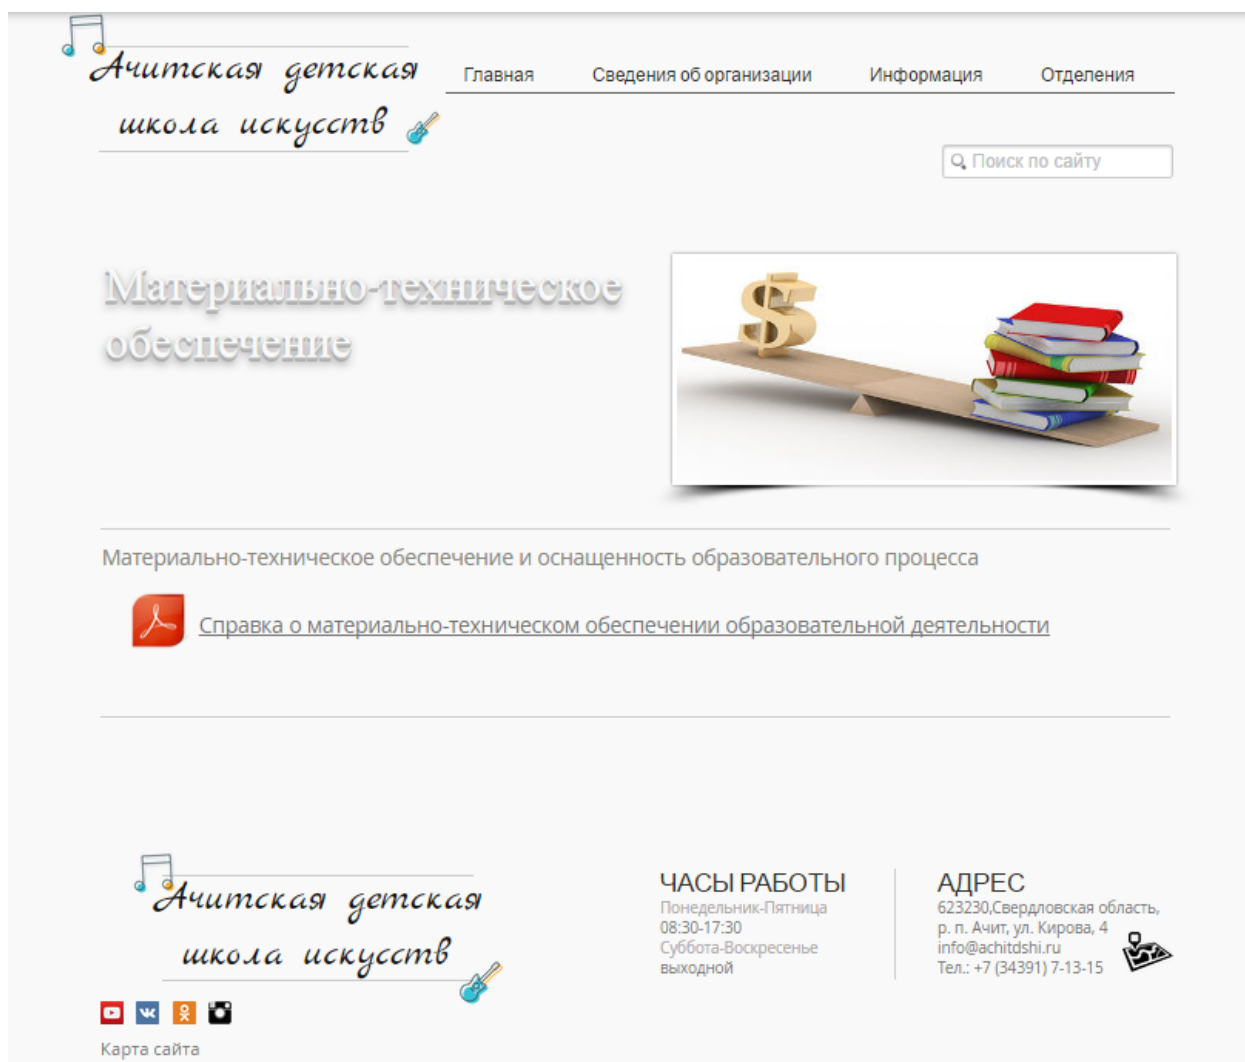 Ачитская детская
школа искусств
Главная Сведения об организации Информация Отделения
Поиск по сайту
Материально-техническое
обеспечение
Материально-техническое обеспечение и оснащенность образовательного процесса
Справка о материально-техническом обеспечении образовательной деятельности
Ачитская детская
школа искусств
ЧАСЫ РАБОТЫ
Понедельник-Пятница
08:30-17:30
Суббота-Воскресенье
выходной
АДРЕС
623230,Свердловская область,
р. п. Ачит, ул. Кирова, 4
info@achitdshi.ru
Тел.: +7 (34391) 7-13-15
Карта сайта